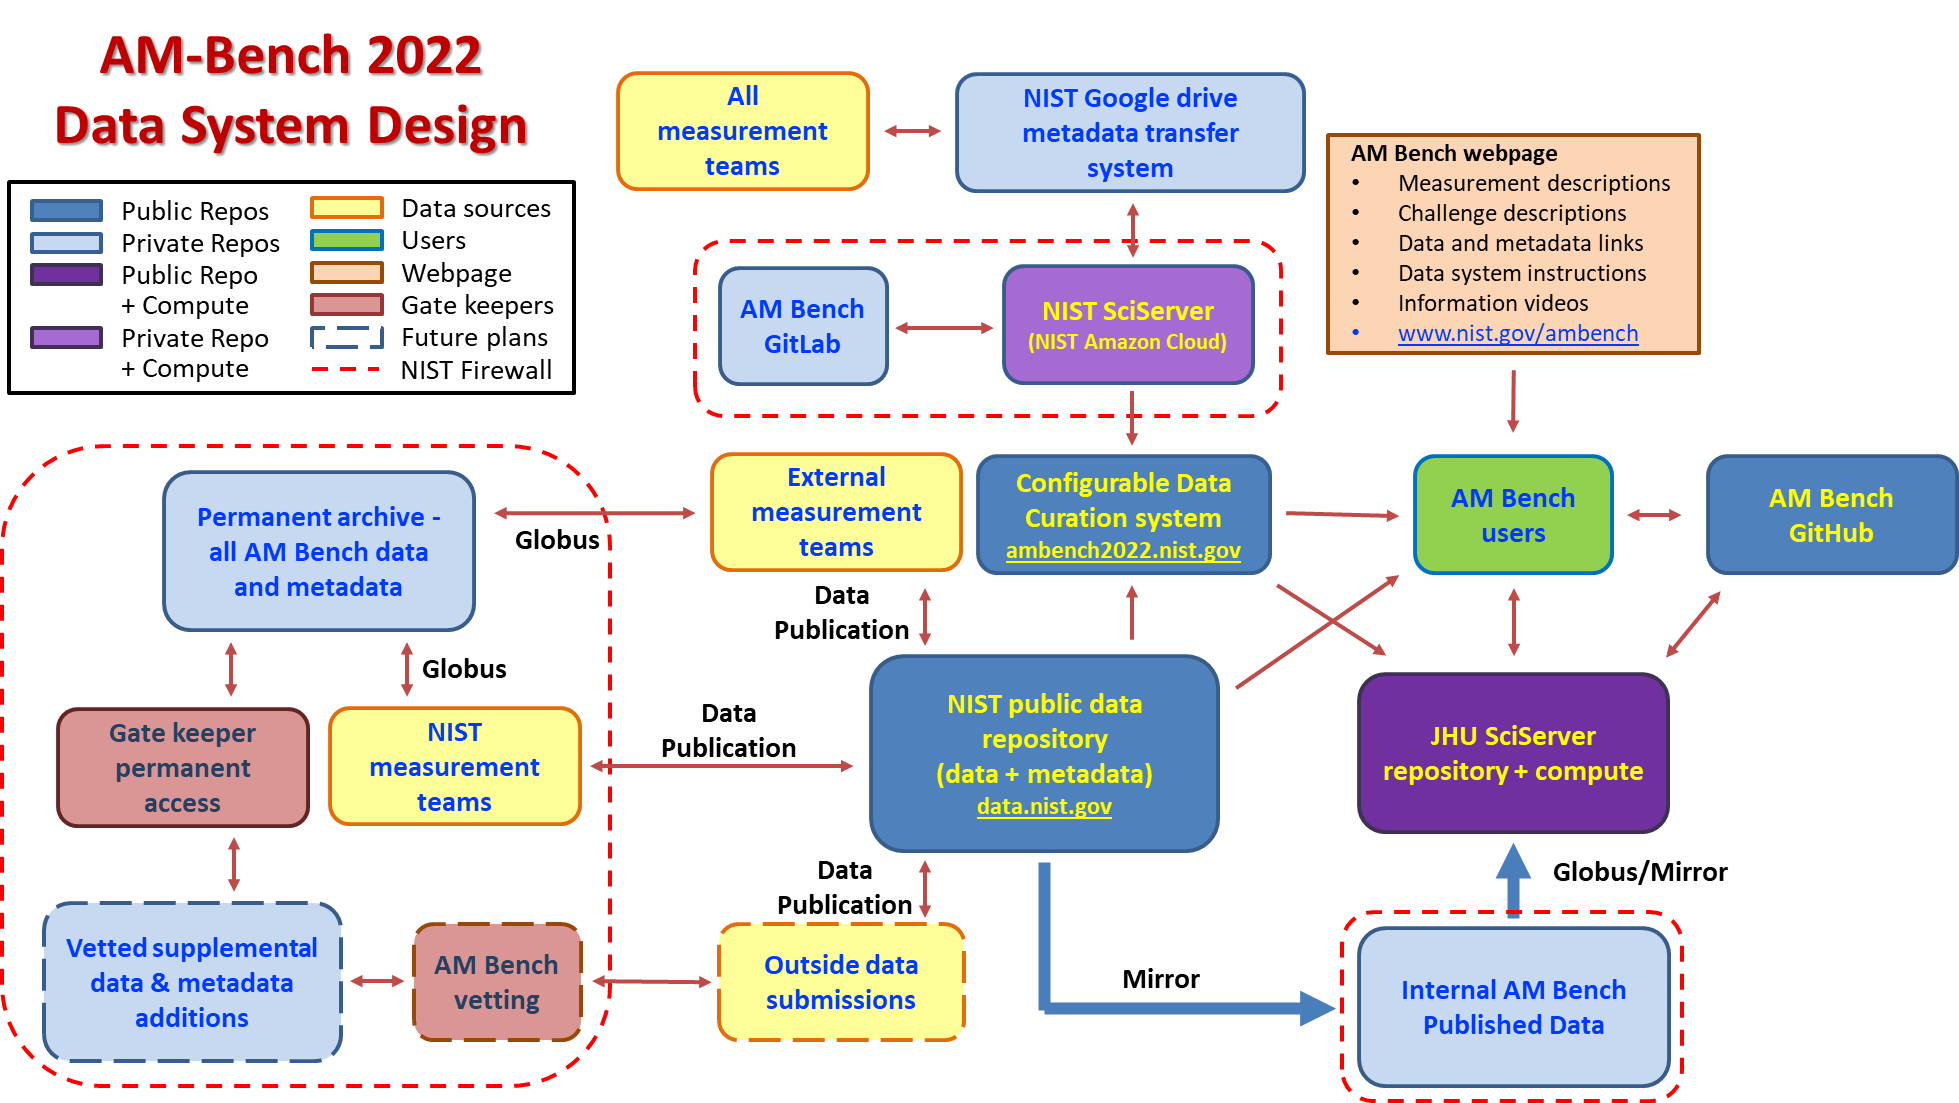 AM-Bench 2022
Data System Design
Public Repos
Private Repos
Public Repo
+ Compute
Private Repo
+ Compute
Data sources
Users
Webpage
Gate keepers
Future plans
NIST Firewall
All
measurement
teams
NIST Google drive
metadata transfer
system
AM Bench webpage
• Measurement descriptions
• Challenge descriptions
• Data and metadata links
• Data system instructions
• Information videos
• www.nist.gov/ambench
AM Bench
GitLab
NIST SciServer
(NIST Amazon Cloud)
Permanent archive -
all AM Bench data
and metadata
Globus
External
measurement
teams
Configurable Data
Curation system
ambench2022.nist.gov
AM Bench
users
AM Bench
GitHub
Data
Publication
Globus
Gate keeper
permanent
access
NIST
measurement
teams
Data
Publication
NIST public data
repository
(data + metadata)
data.nist.gov
JHU SciServer
repository + compute
Data
Publication
Globus/Mirror
Vetted supplemental
data & metadata
additions
AM Bench
vetting
Outside data
submissions
Mirror
Internal AM Bench
Published Data